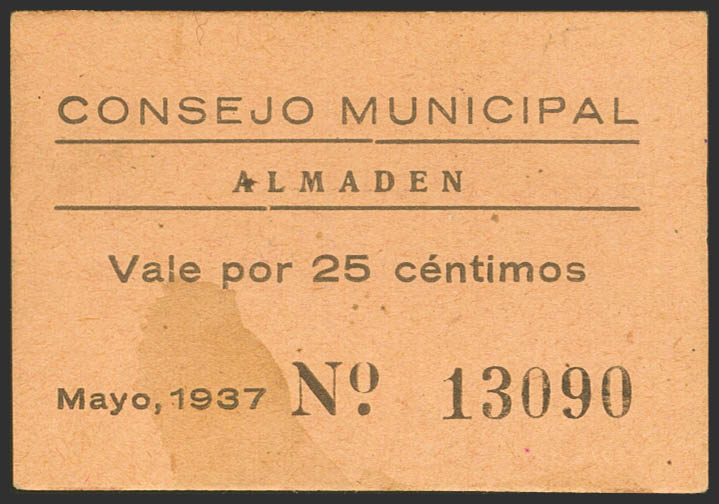 CONSEJO MUNICIPAL
ALMADEN
Vale por 25 céntimos
Mayo, 1937 Nº. 13090